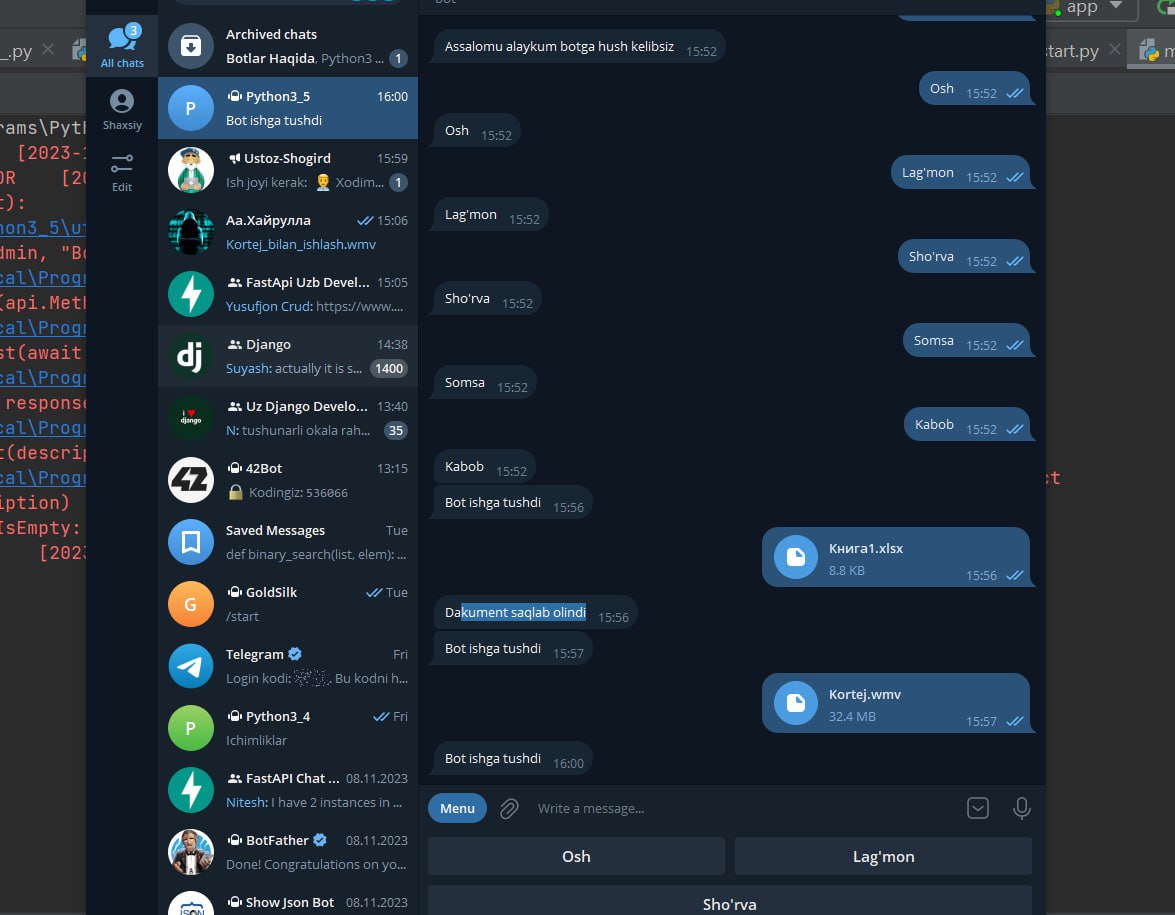 bot
_.py
app
start.py
rams\Pyth
[2023-1
OR [20
t):
hon3_5\ut
dmin, "Bo
cal\Progr
(api.Meth
cal\Progr
st(await
cal\Progr
response
cal\Progr
t(descrip
cal\Progr
ct
iption)
IsEmpty:
[2023
3
All chats
Shaxsiy
Edit
Archived chats
Botlar Haqida, Python3 ... 1
Python3_5 16:00
Bot ishga tushdi
Ustoz-Shogird 15:59
Ish joyi kerak: 👨‍💼 Xodim... 1
Aa.Хайрулла 15:06
Kortej_bilan_ishlash.wmv
FastApi Uzb Devel... 15:05
Yusufjon Crud: https://www....
dj
Django 14:38
Suyash: actually it is s... 1400
i ❤ django
Uz Django Develo... 13:40
N: tushunarli okala rah... 35
42
42Bot 13:15
🔒 Kodingiz: 536066
Saved Messages Tue
def binary_search(list, elem): ...
G
GoldSilk Tue
/start
Telegram Fri
Login kodi: . Bu kodni h...
P
Python3_4 Fri
Ichimliklar
FastAPI Chat ... 08.11.2023
Nitesh: I have 2 instances in ...
BotFather 08.11.2023
Done! Congratulations on yo...
JSON
Show Json Bot 08.11.2023
P
Assalomu alaykum botga hush kelibsiz 15:52
Osh 15:52
Osh 15:52
Lag'mon 15:52
Lag'mon 15:52
Sho'rva 15:52
Sho'rva 15:52
Somsa 15:52
Somsa 15:52
Kabob 15:52
Kabob 15:52
Bot ishga tushdi 15:56
Книга1.xlsx
8.8 KB 15:56
Dakument saqlab olindi 15:56
Bot ishga tushdi 15:57
Kortej.wmv
32.4 MB 15:57
Bot ishga tushdi 16:00
Menu
Write a message...
Osh
Lag'mon
Sho'rva